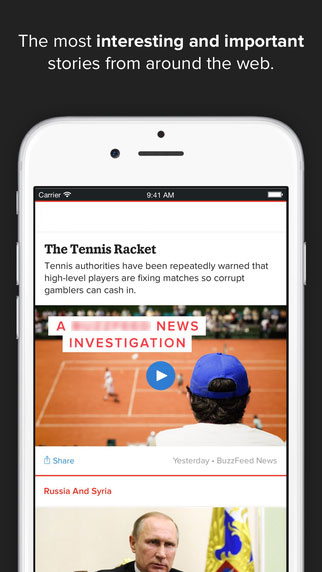 The most interesting and important
stories from around the web.
Carrier 9:41 AM
The Tennis Racket
Tennis authorities have been repeatedly warned that
high-level players are fixing matches so corrupt
gamblers can cash in.
A NEWS
INVESTIGATION
Share Yesterday • BuzzFeed News
Russia And Syria